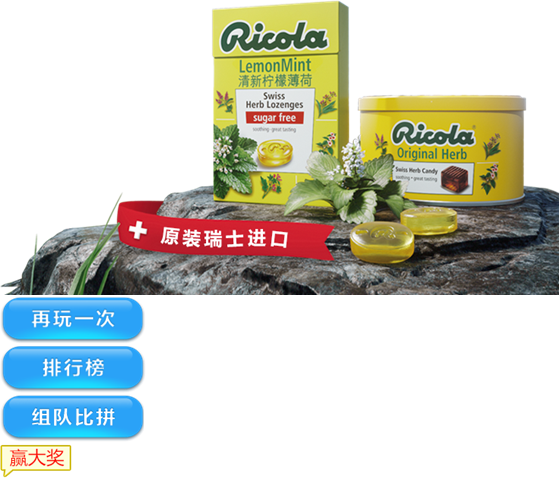 Ricola
LemonMint
清新柠檬薄荷
Swiss
Herb Lozenges
sugar free
soothing · great tasting
Ricola
Original Herb
Swiss Herb Candy
soothing · great tasting
原装瑞士进口
再玩一次
排行榜
组队比拼
赢大奖